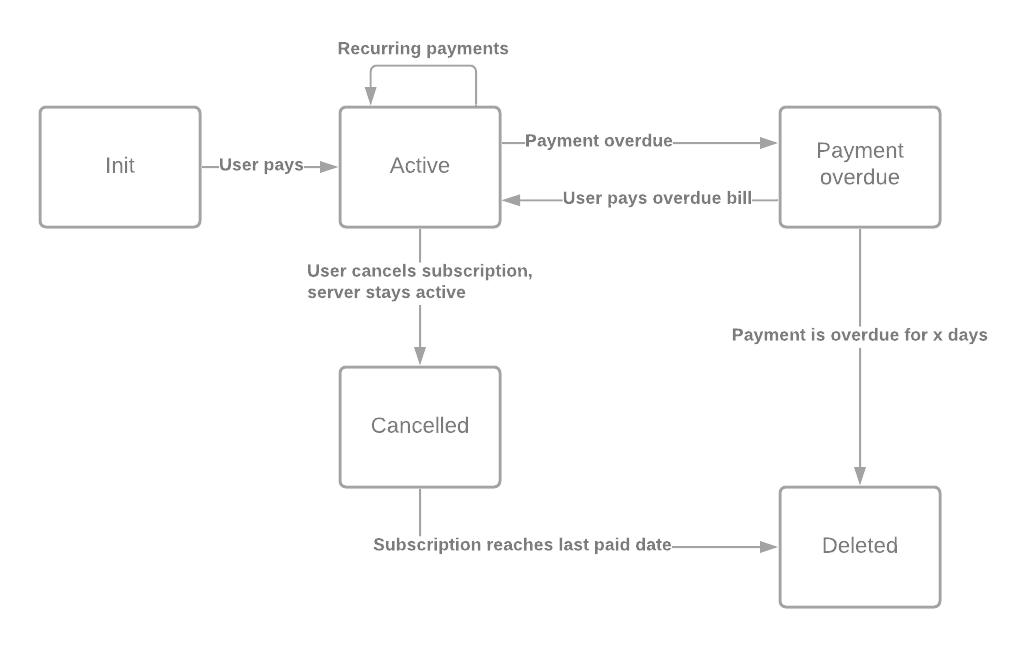 Recurring payments
Init
User pays
Active
Payment overdue
User pays overdue bill
Payment
overdue
User cancels subscription,
server stays active
Payment is overdue for x days
Cancelled
Subscription reaches last paid date
Deleted